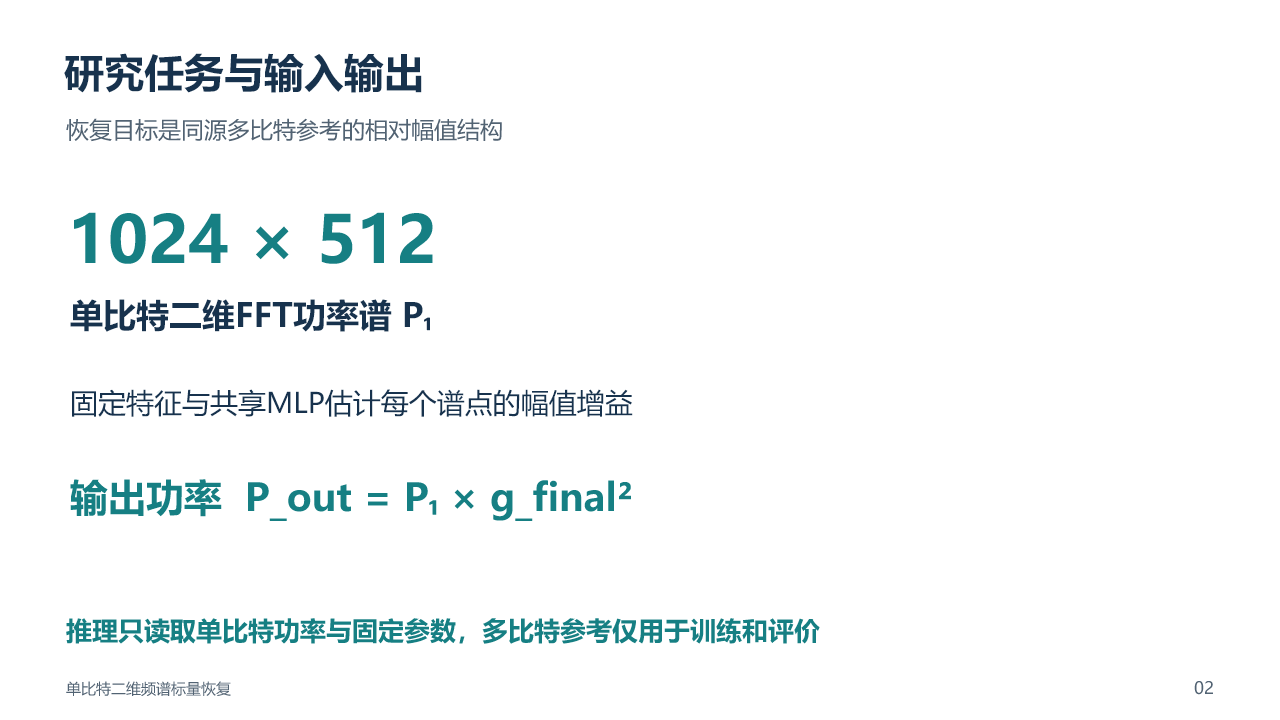 研究任务与输入输出
恢复目标是同源多比特参考的相对幅值结构
1024 × 512
单比特二维FFT功率谱 P₁
固定特征与共享MLP估计每个谱点的幅值增益
输出功率 P_out = P₁ × g_final²
推理只读取单比特功率与固定参数，多比特参考仅用于训练和评价
单比特二维频谱标量恢复
02